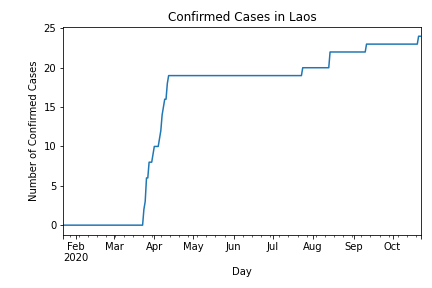 Confirmed Cases in Laos
25
20
15
10
5
0
Number of Confirmed Cases
Feb Mar Apr May Jun Jul Aug Sep Oct
2020
Day